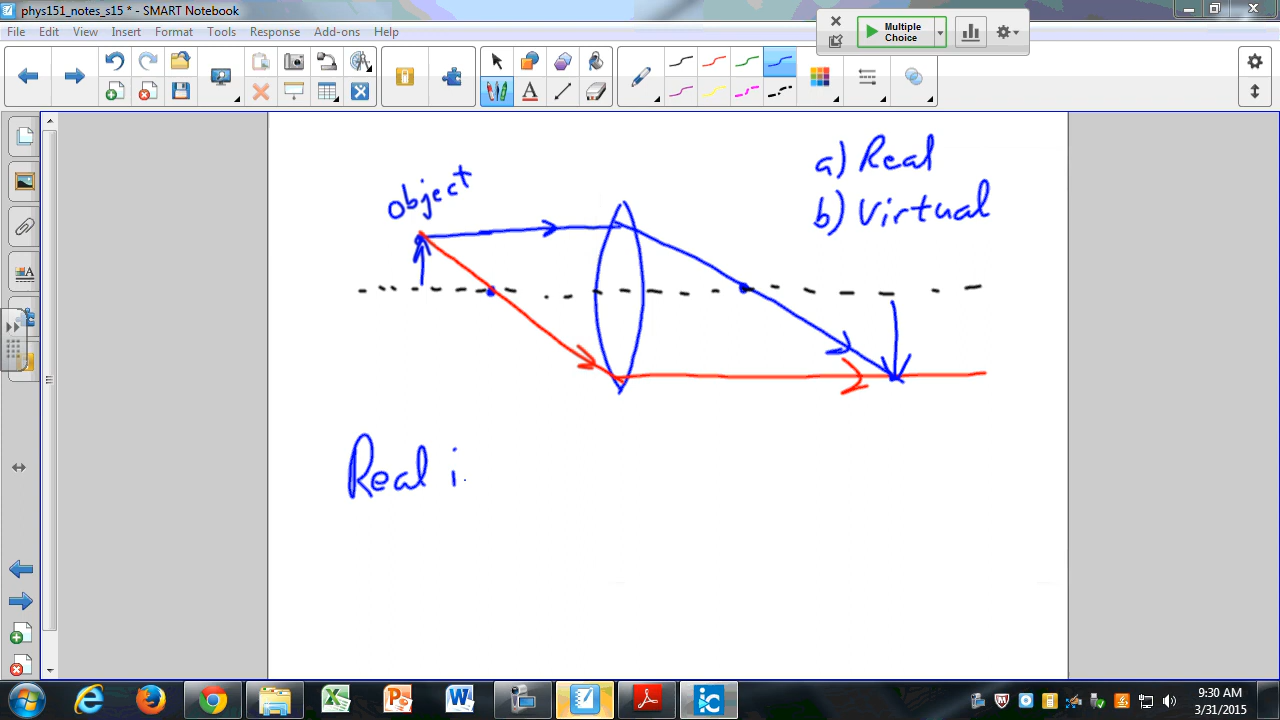 phys151_notes_s15 * - SMART Notebook
File Edit View Insert Format Tools Response Add-ons Help
Multiple Choice
a) Real
b) Virtual
object
Real i
9:30 AM
3/31/2015